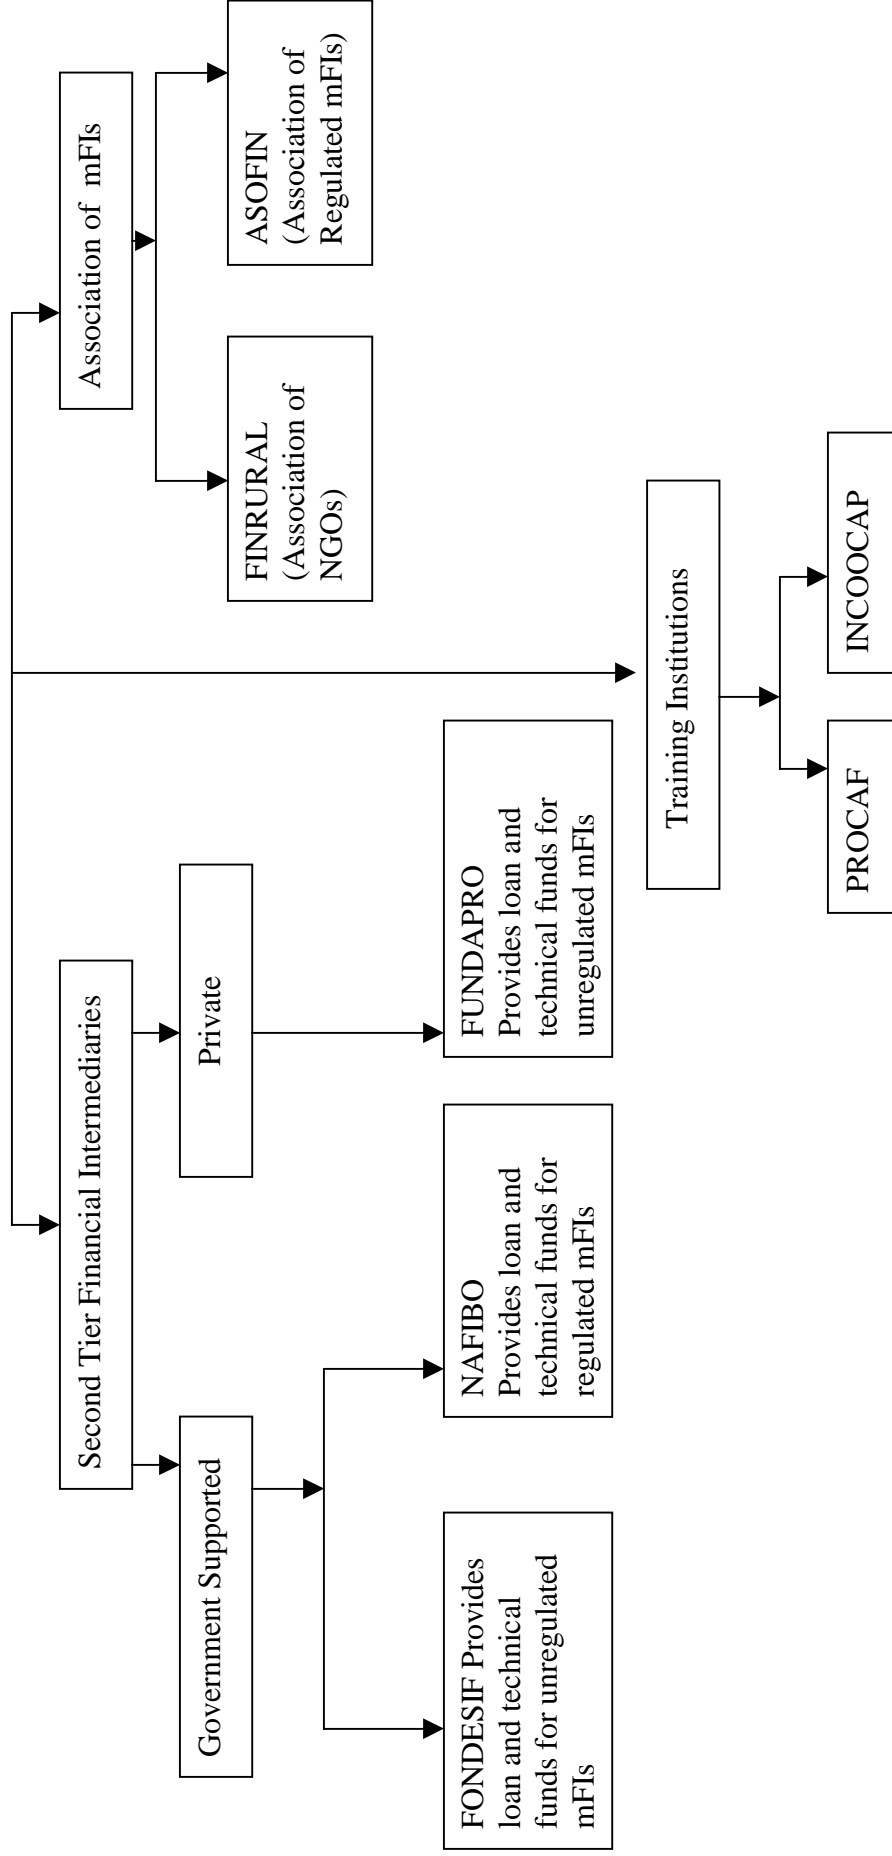 Second Tier Financial Intermediaries
Association of  mFIs
Government Supported
Private
FINRURAL
(Association of
NGOs)
ASOFIN
(Association of
Regulated mFIs)
FONDESIF Provides
loan and technical
funds for unregulated
mFIs
NAFIBO
Provides loan and
technical funds for
regulated mFIs
FUNDAPRO
Provides loan and
technical funds for
unregulated mFIs
Training Institutions
PROCAF
INCOOCAP